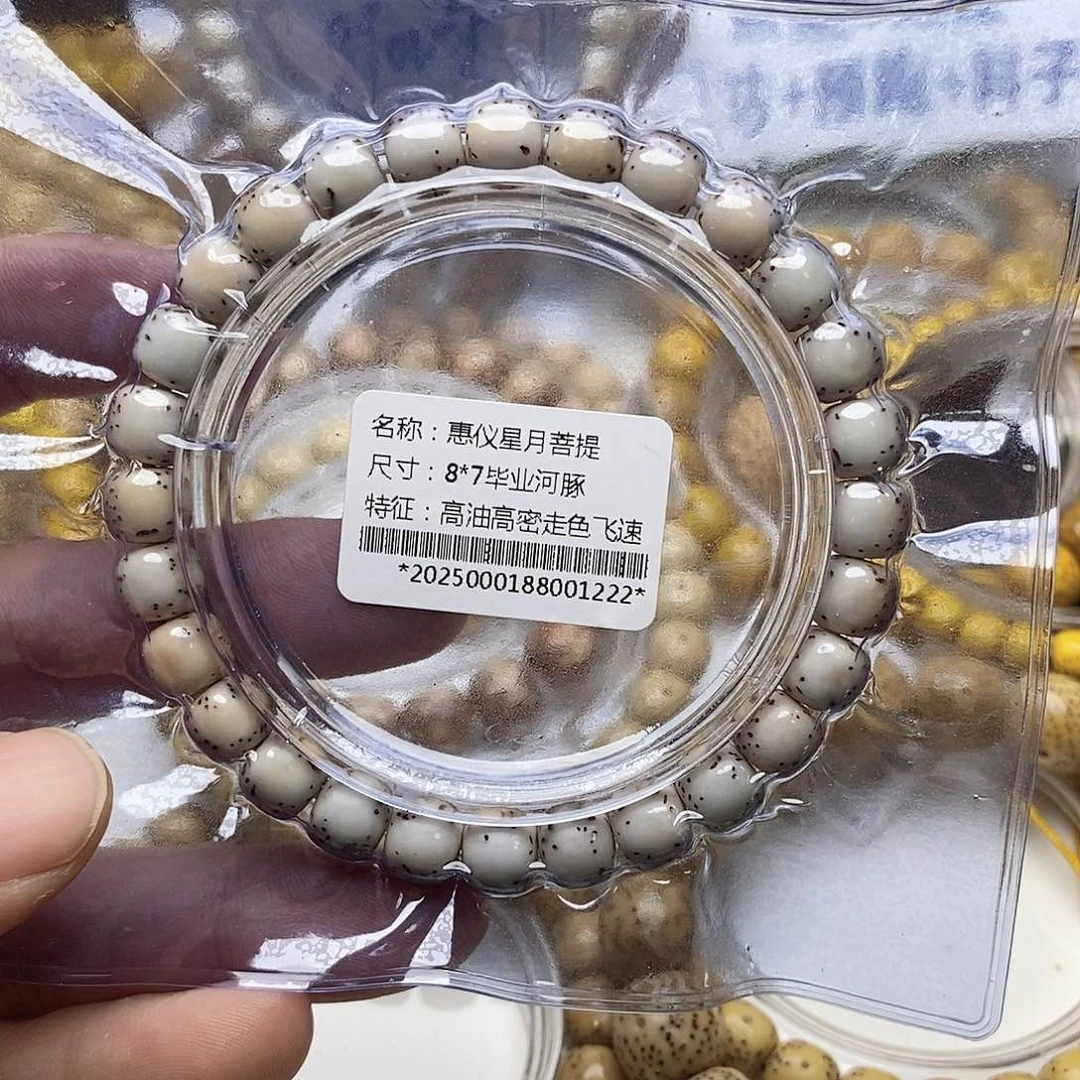 名称：惠仪星月菩提
尺寸：8*7毕业河豚
特征：高油高密走色飞速
*2025000188001222*